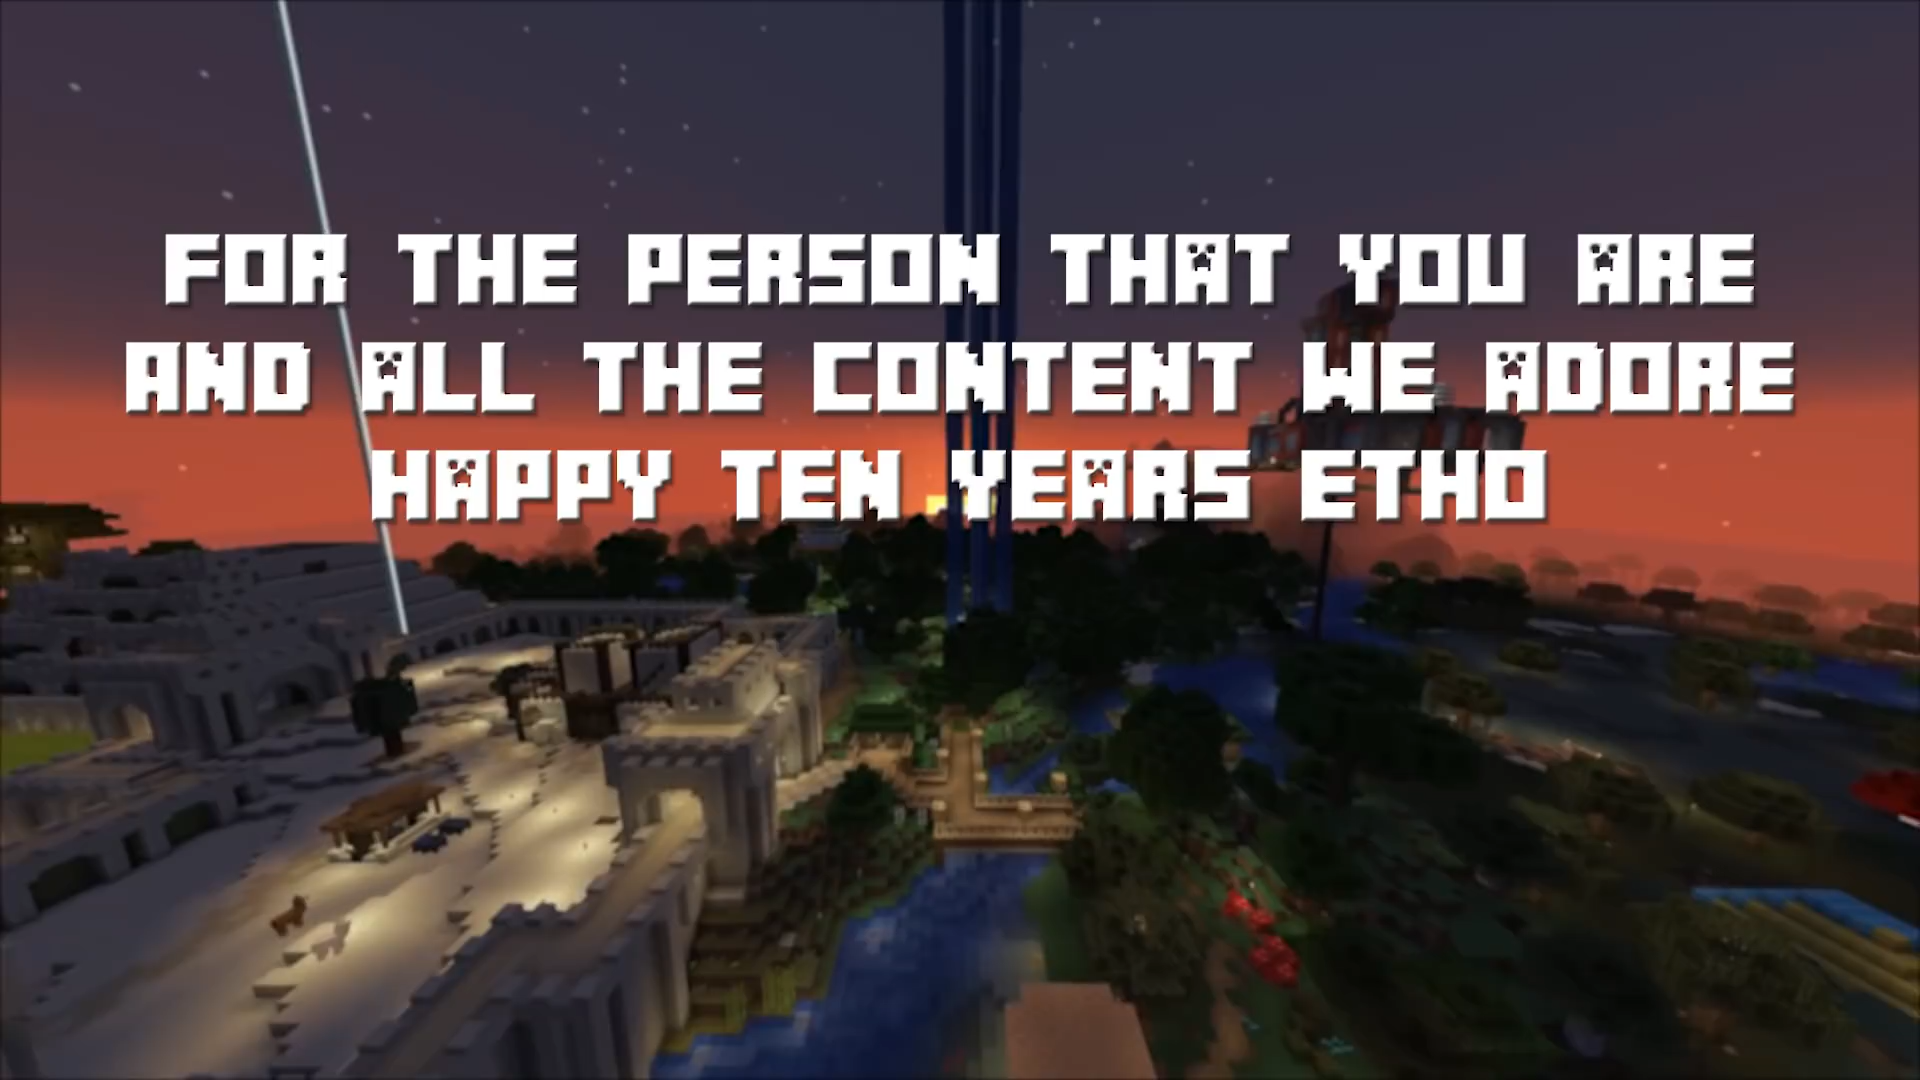 FOR THE PERSON THAT YOU ARE
AND ALL THE CONTENT WE ADORE
HAPPY TEN YEARS ETHO